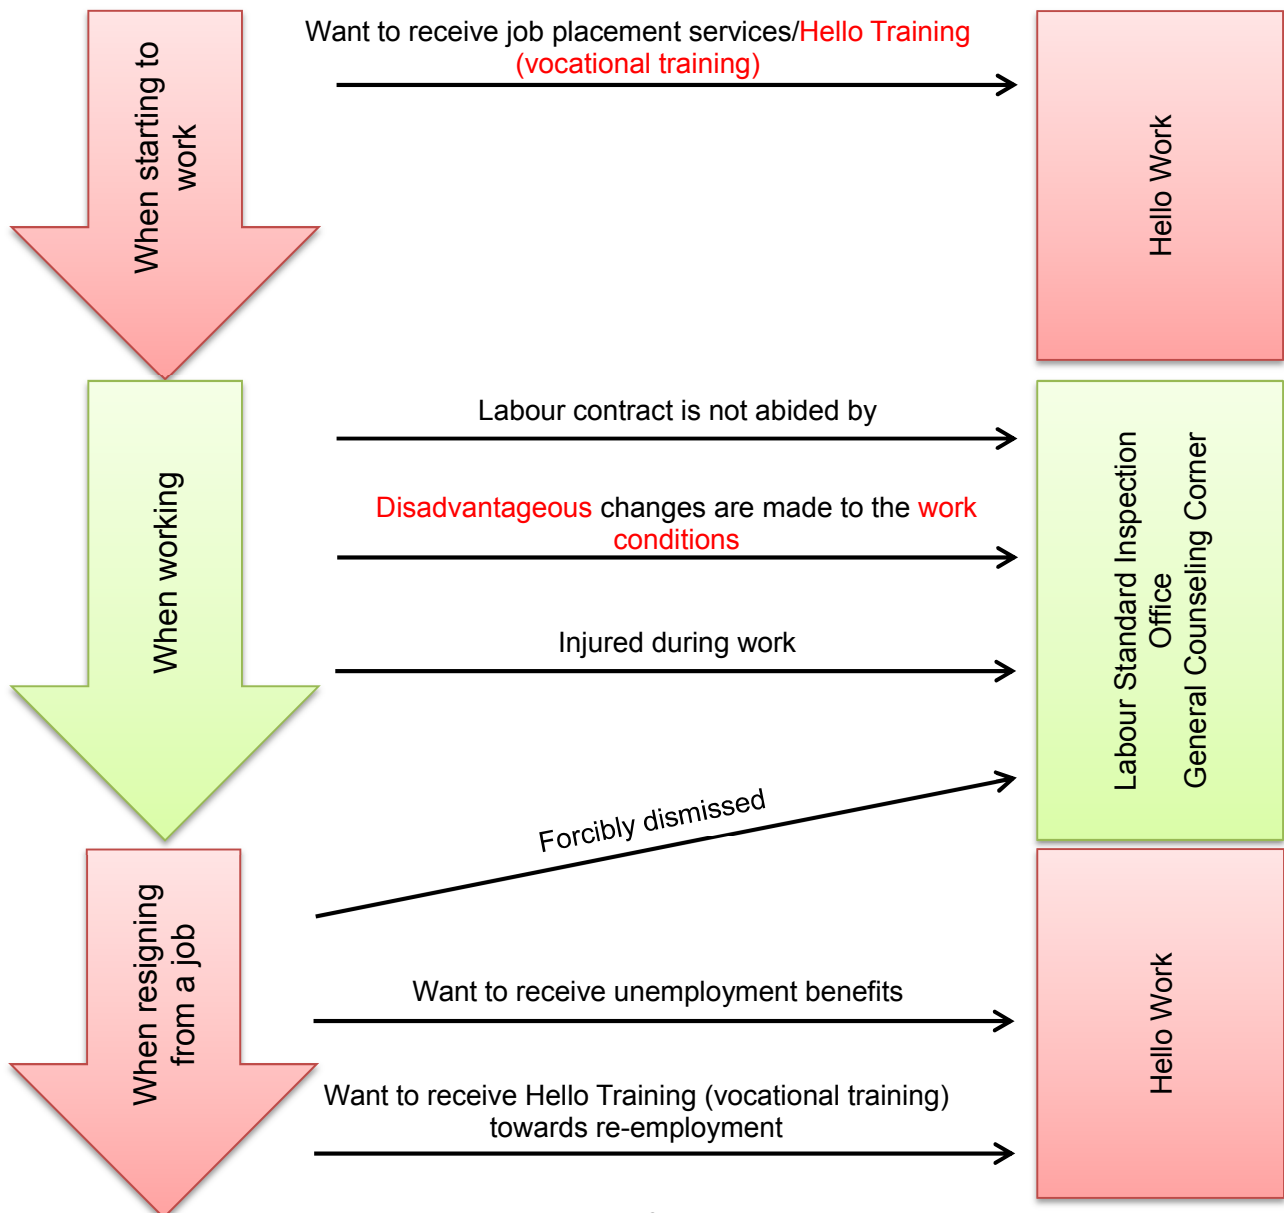 When starting to
work
Want to receive job placement services/Hello Training
(vocational training)
Hello Work
When working
Labour contract is not abided by
Disadvantageous changes are made to the work
conditions
Injured during work
Labour Standard Inspection
Office
General Counseling Corner
When resigning
from a job
Forcibly dismissed
Want to receive unemployment benefits
Want to receive Hello Training (vocational training)
towards re-employment
Hello Work